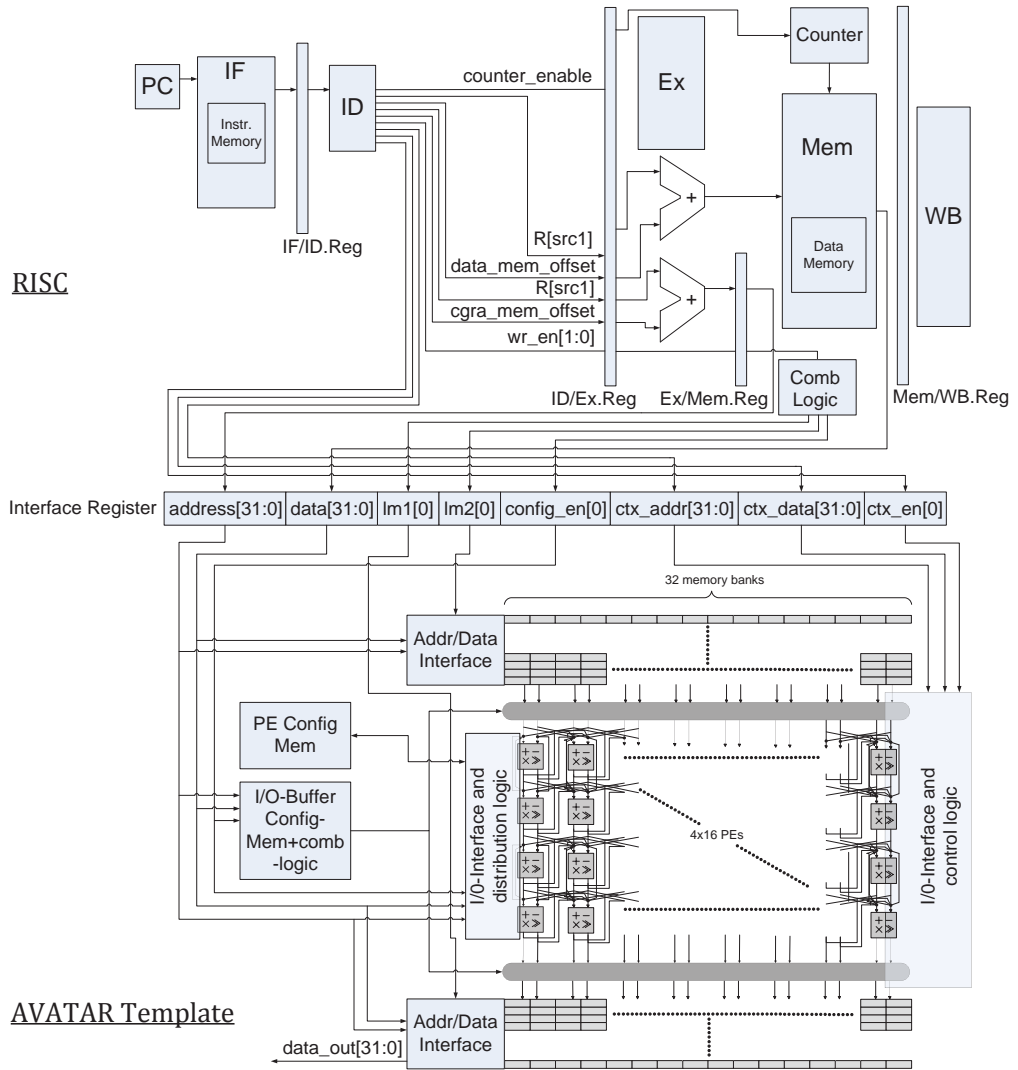 Counter
counter_enable
IF
Ex
PC
ID
Instr.
Memory
Mem
+
WB
R[src1]
IF/ID.Reg
data_mem_offset
Data
Memory
RISC
R[src1]
+
cgra_mem_offset
wr_en[1:0]
Comb
Logic
ID/Ex.Reg
Ex/Mem.Reg
Mem/WB.Reg
Interface Register
address[31:0]
data[31:0]
lm1[0]
lm2[0]
config_en[0]
ctx_addr[31:0]
ctx_data[31:0]
ctx_en[0]
32 memory banks
Addr/Data
Interface
PE Config
Mem
I/O-Buffer
Config-
Mem+comb
-logic
I/0-Interface and
distribution logic
4x16 PEs
I/0-Interface and
control logic
AVATAR Template
Addr/Data
Interface
data_out[31:0]